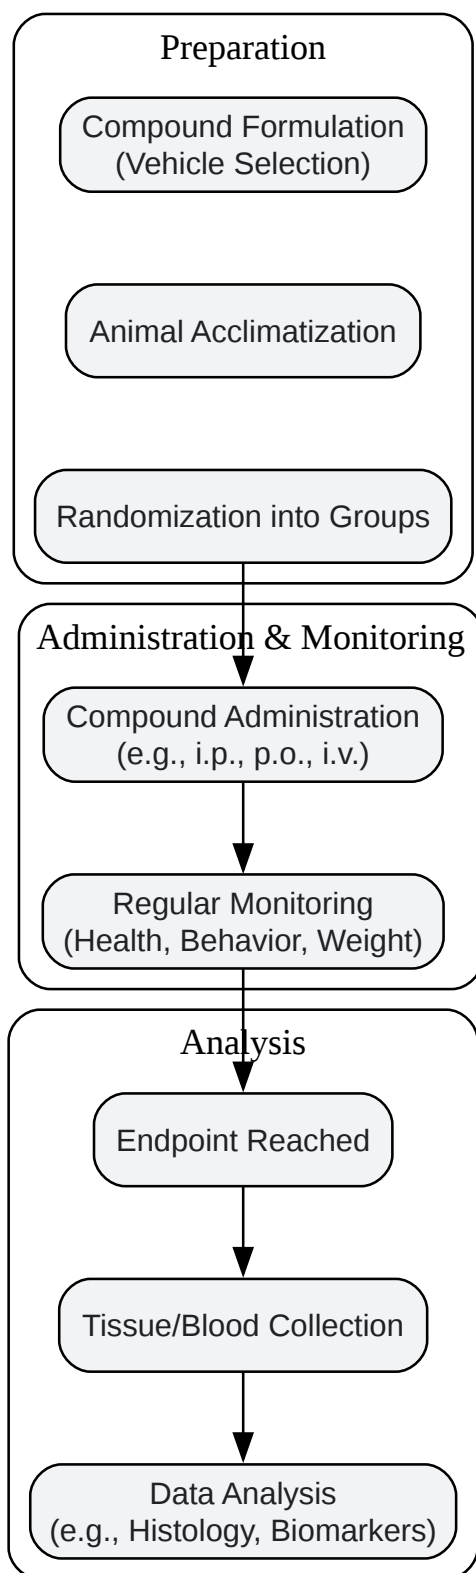 Preparation
Compound Formulation
(Vehicle Selection)
Animal Acclimatization
Randomization into Groups
Administration & Monitoring
Compound Administration
(e.g., i.p., p.o., i.v.)
Regular Monitoring
(Health, Behavior, Weight)
Analysis
Endpoint Reached
Tissue/Blood Collection
Data Analysis
(e.g., Histology, Biomarkers)